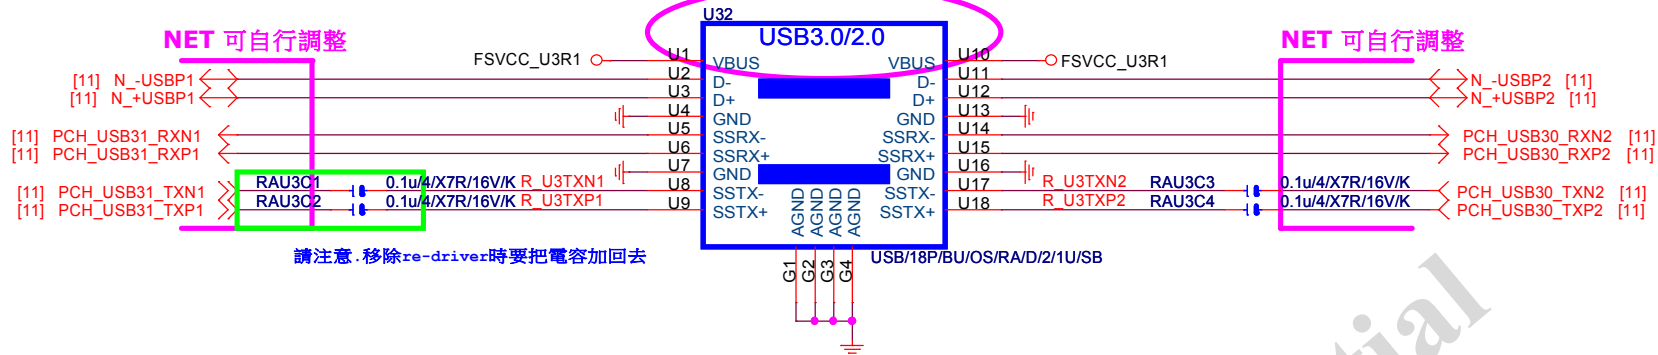 U32
NET 可自行調整
USB3.0/2.0
NET 可自行調整
FSVCC_U3R1
U1
VBUS
VBUS
U10
FSVCC_U3R1
[11] N_-USBP1
U2
D-
D-
U11
N_-USBP2 [11]
[11] N_+USBP1
U3
D+
D+
U12
N_+USBP2 [11]
U4
GND
GND
U13
[11] PCH_USB31_RXN1
U5
SSRX-
SSRX-
U14
PCH_USB30_RXN2 [11]
[11] PCH_USB31_RXP1
U6
SSRX+
SSRX+
U15
PCH_USB30_RXP2 [11]
U7
GND
GND
U16
[11] PCH_USB31_TXN1
RAU3C1
0.1u/4/X7R/16V/K
R_U3TXN1
U8
SSTX-
SSTX-
U17
R_U3TXN2
RAU3C3
0.1u/4/X7R/16V/K
PCH_USB30_TXN2 [11]
[11] PCH_USB31_TXP1
RAU3C2
0.1u/4/X7R/16V/K
R_U3TXP1
U9
SSTX+
SSTX+
U18
R_U3TXP2
RAU3C4
0.1u/4/X7R/16V/K
PCH_USB30_TXP2 [11]
AGND
AGND
AGND
AGND
請注意.移除re-driver時要把電容加回去
USB/18P/BU/OS/RA/D/2/1U/SB
G1
G2
G3
G4
tial